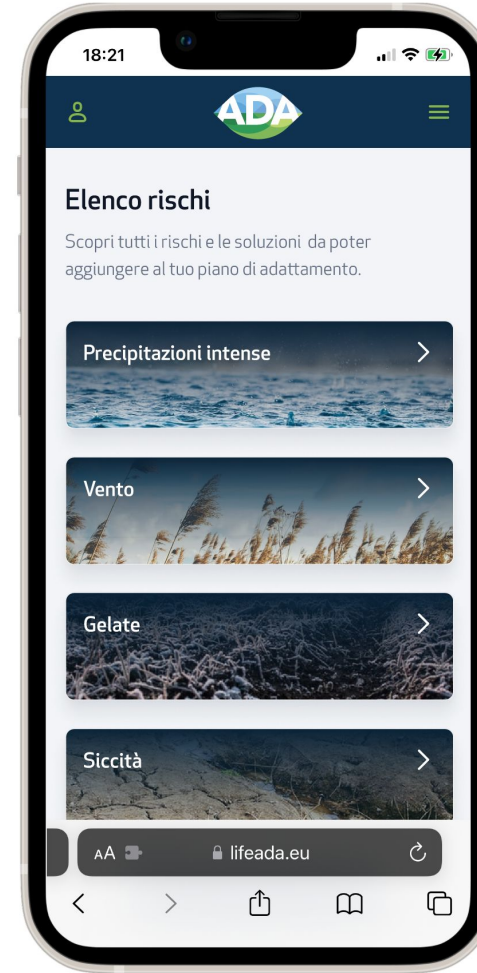 18:21
ADA
Elenco rischi
Scopri tutti i rischi e le soluzioni da poter
aggiungere al tuo piano di adattamento.
Precipitazioni intense
Vento
Gelate
Siccità
AA lifeada.eu